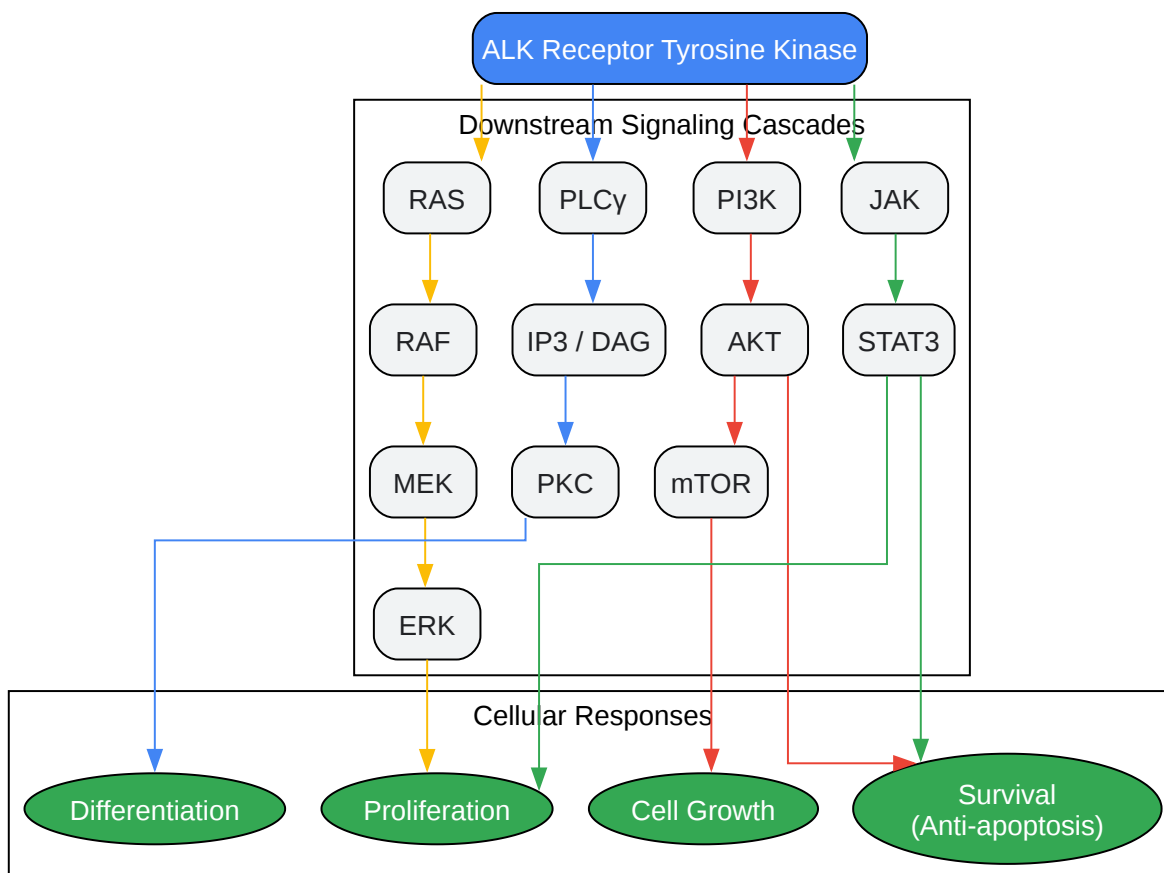 ALK Receptor Tyrosine Kinase
Downstream Signaling Cascades
RAS
PLCγ
PI3K
JAK
RAF
IP3 / DAG
AKT
STAT3
MEK
PKC
mTOR
ERK
Cellular Responses
Differentiation
Proliferation
Cell Growth
Survival
(Anti-apoptosis)